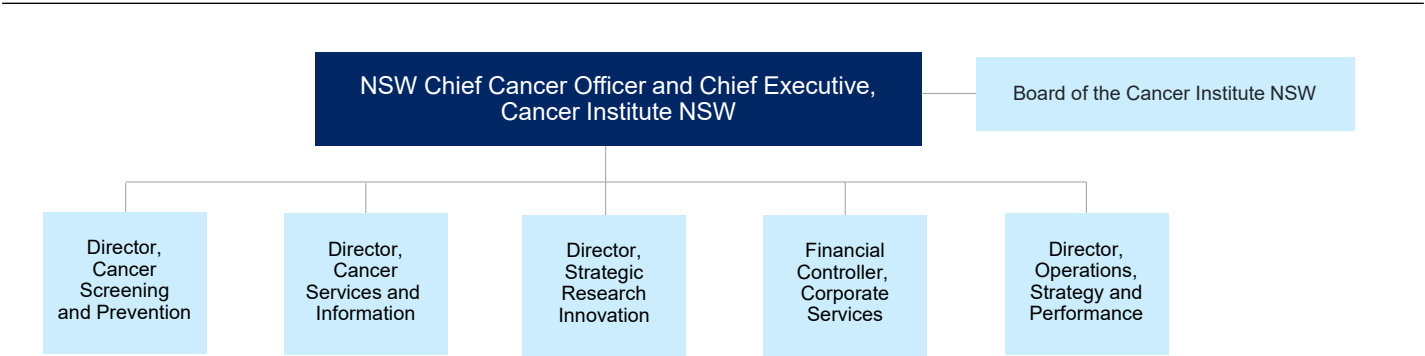 NSW Chief Cancer Officer and Chief Executive,
Cancer Institute NSW
Board of the Cancer Institute NSW
Director,
Cancer
Screening
and Prevention
Director,
Cancer
Services and
Information
Director,
Strategic
Research
Innovation
Financial
Controller,
Corporate
Services
Director,
Operations,
Strategy and
Performance